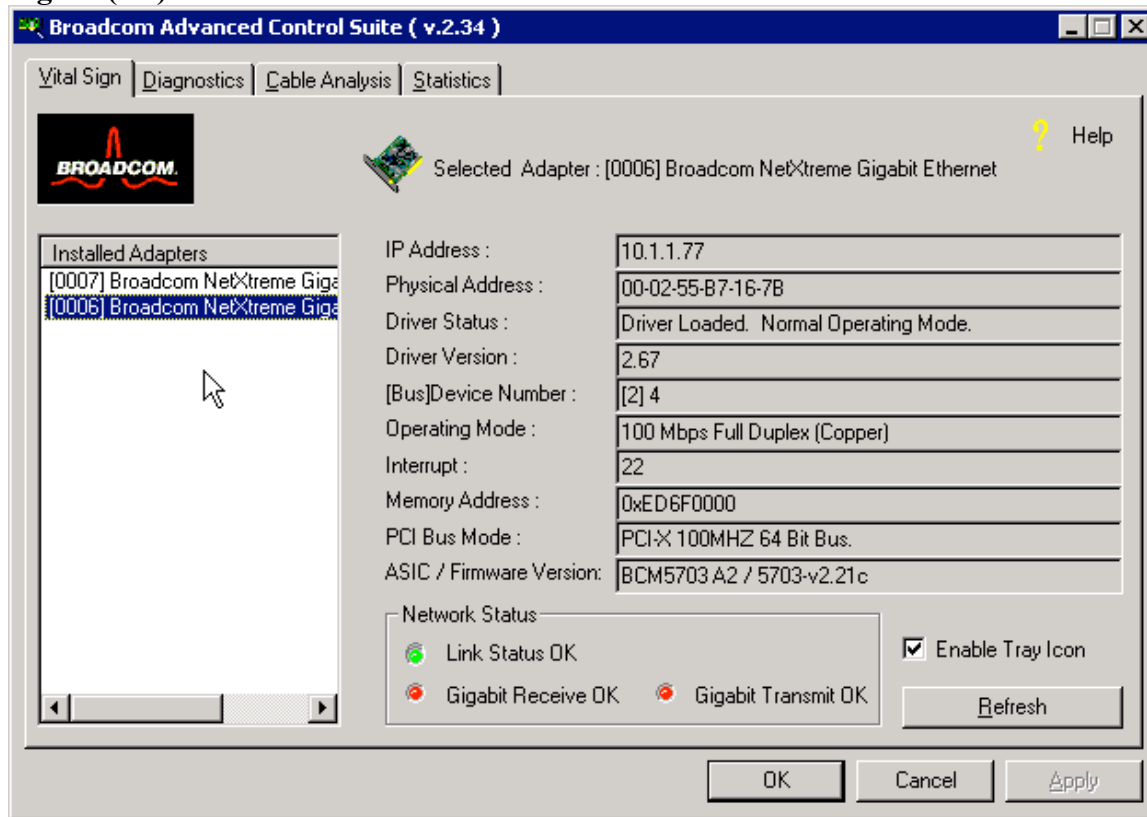 Broadcom Advanced Control Suite ( v.2.34 )
Vital Sign Diagnostics Cable Analysis Statistics
BROADCOM.
Selected Adapter : [0006] Broadcom NetXtreme Gigabit Ethernet
? Help
Installed Adapters
[0007] Broadcom NetXtreme Giga
[0006] Broadcom NetXtreme Giga
IP Address : 10.1.1.77
Physical Address : 00-02-55-B7-16-7B
Driver Status : Driver Loaded. Normal Operating Mode.
Driver Version : 2.67
[Bus]Device Number : [2] 4
Operating Mode : 100 Mbps Full Duplex (Copper)
Interrupt : 22
Memory Address : 0xED6F0000
PCI Bus Mode : PCI-X 100MHZ 64 Bit Bus.
ASIC / Firmware Version: BCM5703 A2 / 5703-v2.21c
Network Status
Link Status OK
Gigabit Receive OK Gigabit Transmit OK
Enable Tray Icon
Refresh
OK Cancel Apply